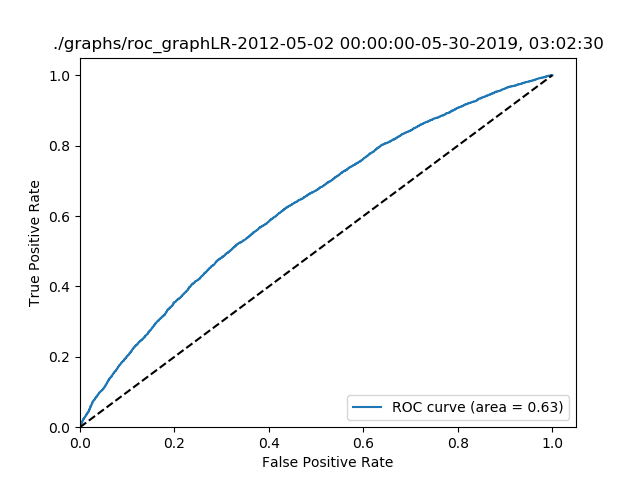 ./graphs/roc_graphLR-2012-05-02 00:00:00-05-30-2019, 03:02:30
True Positive Rate
1.0
0.8
0.6
0.4
0.2
0.0
ROC curve (area = 0.63)
0.0 0.2 0.4 0.6 0.8 1.0
False Positive Rate